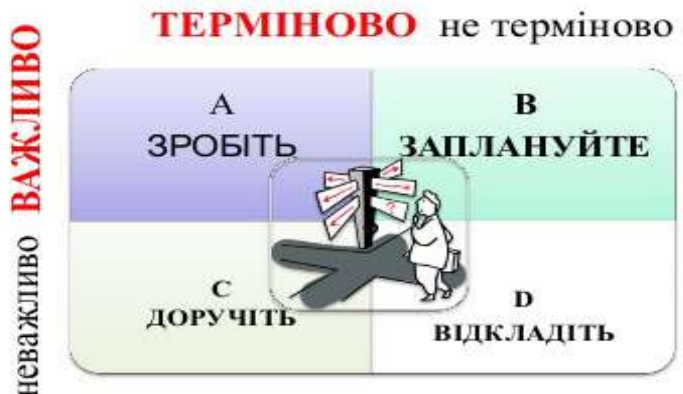 ТЕРМІНОВО не терміново
ВАЖЛИВО
неважливо
A
ЗРОБІТЬ
B
ЗАПЛАНУЙТЕ
C
ДОРУЧІТЬ
D
ВІДКЛАДІТЬ
?